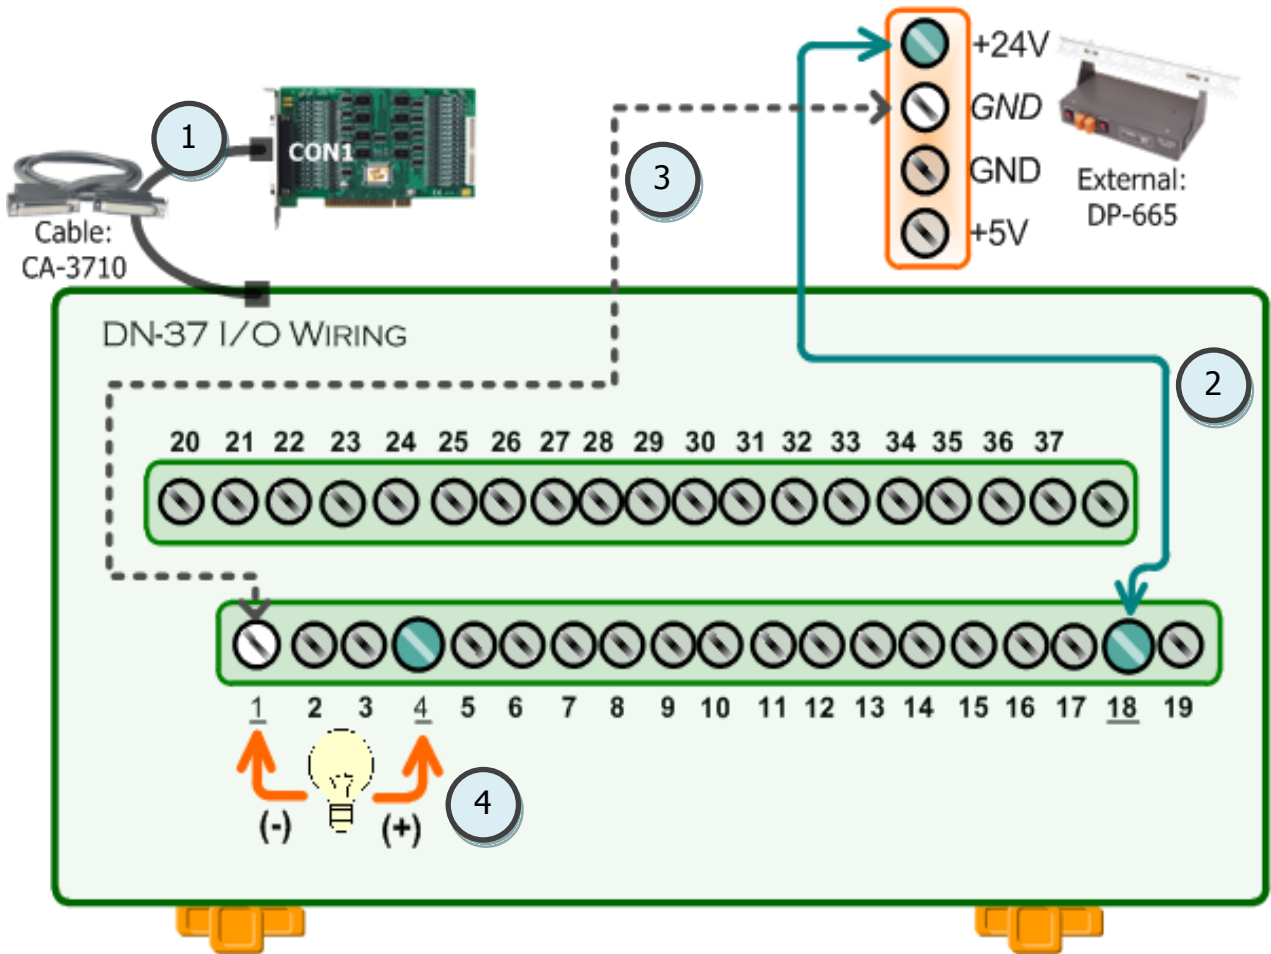 +24V
GND
GND
+5V
External:
DP-665
1
CON1
3
Cable:
CA-3710
DN-37 I/O WIRING
2
20 21 22 23 24 25 26 27 28 29 30 31 32 33 34 35 36 37
1 2 3 4 5 6 7 8 9 10 11 12 13 14 15 16 17 18 19
(-) (+)
4